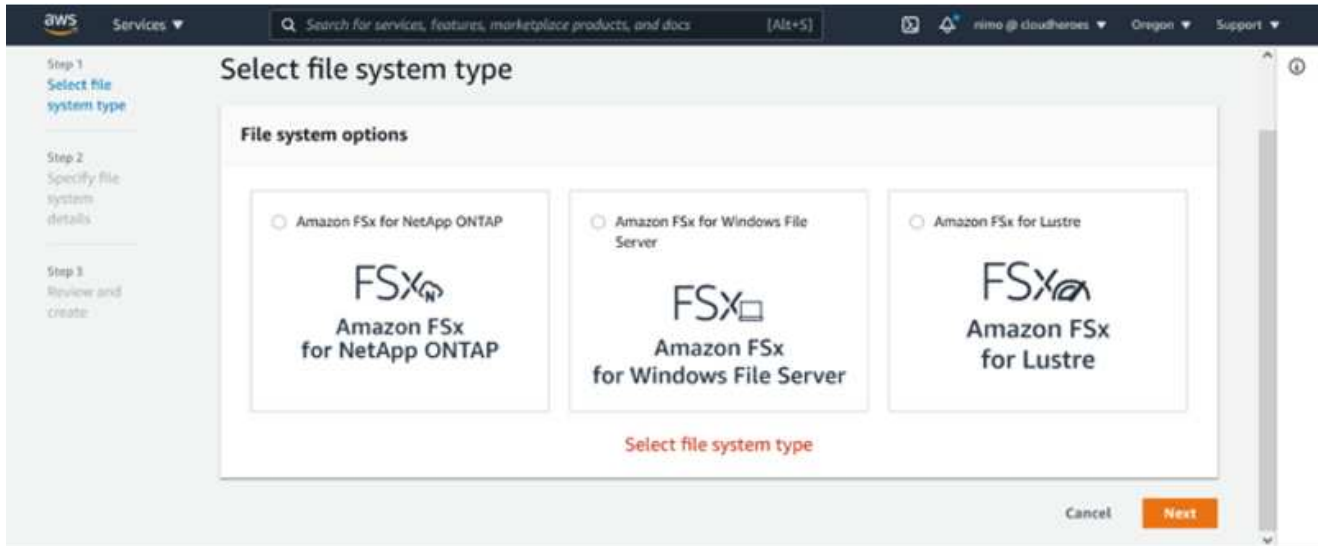 aws Services ▼ Search for services, features, marketplace products, and docs [Alt+S] nimo @ cloudheroes ▼ Oregon ▼ Support ▼
Step 1
Select file
system type
Step 2
Specify file
system
details
Step 3
Review and
create
Select file system type
File system options
Amazon FSx for NetApp ONTAP
FSx N
Amazon FSx
for NetApp ONTAP
Amazon FSx for Windows File
Server
FSx
Amazon FSx
for Windows File Server
Amazon FSx for Lustre
FSx
Amazon FSx
for Lustre
Select file system type
Cancel Next